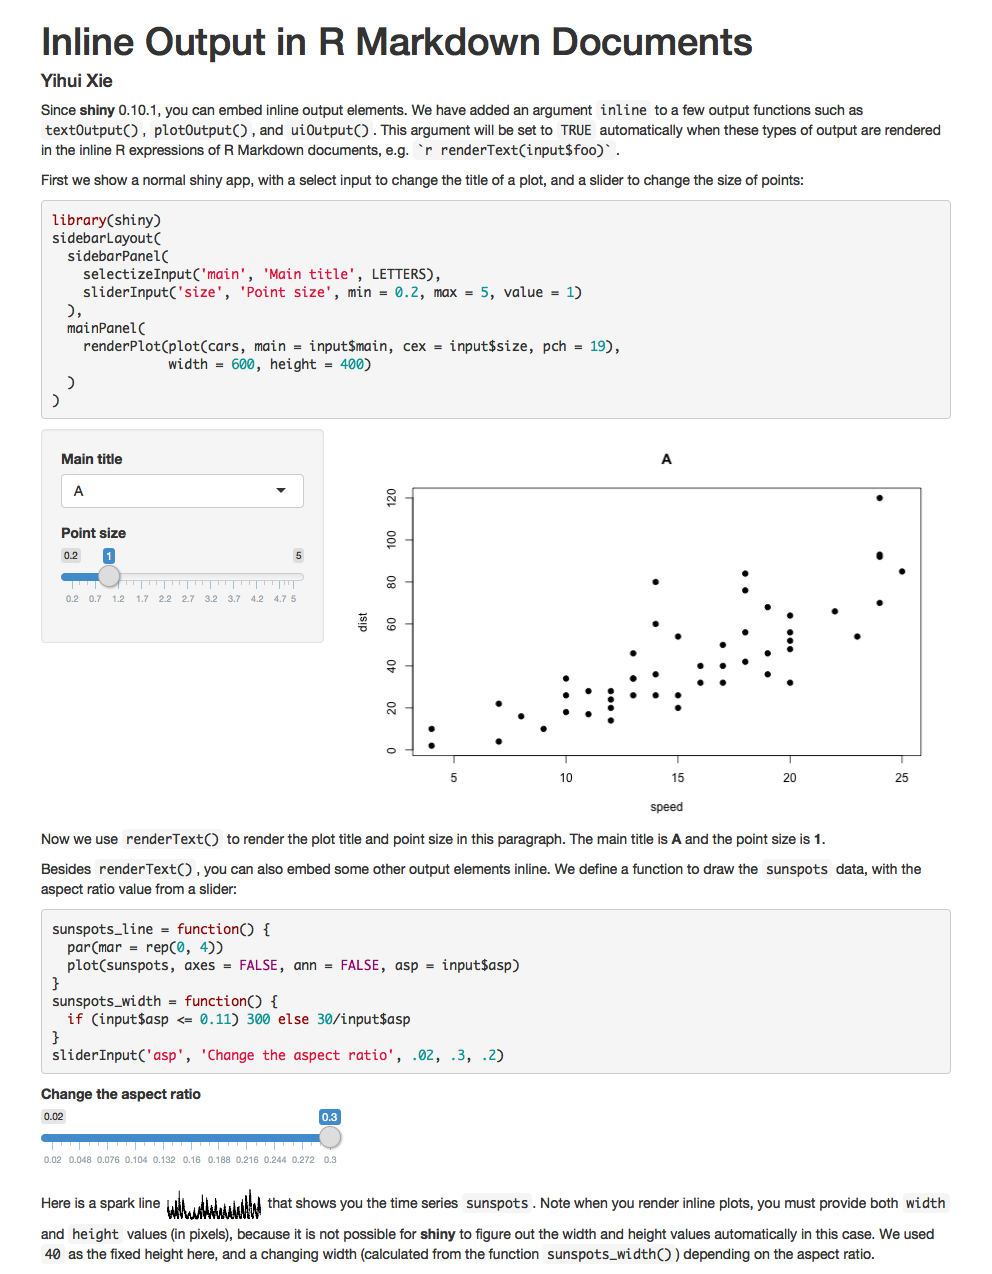 Inline Output in R Markdown Documents
Yihui Xie
Since shiny 0.10.1, you can embed inline output elements. We have added an argument inline to a few output functions such as
textOutput(), plotOutput(), and uiOutput(). This argument will be set to TRUE automatically when these types of output are rendered
in the inline R expressions of R Markdown documents, e.g. `r renderText(input$foo)`.
First we show a normal shiny app, with a select input to change the title of a plot, and a slider to change the size of points:
library(shiny)
sidebarLayout(
  sidebarPanel(
    selectizeInput('main', 'Main title', LETTERS),
    sliderInput('size', 'Point size', min = 0.2, max = 5, value = 1)
  ),
  mainPanel(
    renderPlot(plot(cars, main = input$main, cex = input$size, pch = 19),
               width = 600, height = 400)
  )
)
Main title
A
Point size
0.2 1 5
0.2 0.7 1.2 1.7 2.2 2.7 3.2 3.7 4.2 4.7 5
A
120
100
80
60
40
20
0
dist
5 10 15 20 25
speed
Now we use renderText() to render the plot title and point size in this paragraph. The main title is A and the point size is 1.
Besides renderText(), you can also embed some other output elements inline. We define a function to draw the sunspots data, with the
aspect ratio value from a slider:
sunspots_line = function() {
  par(mar = rep(0, 4))
  plot(sunspots, axes = FALSE, ann = FALSE, asp = input$asp)
}
sunspots_width = function() {
  if (input$asp <= 0.11) 300 else 30/input$asp
}
sliderInput('asp', 'Change the aspect ratio', .02, .3, .2)
Change the aspect ratio
0.02 0.3
0.02 0.048 0.076 0.104 0.132 0.16 0.188 0.216 0.244 0.272 0.3
Here is a spark line that shows you the time series sunspots. Note when you render inline plots, you must provide both width
and height values (in pixels), because it is not possible for shiny to figure out the width and height values automatically in this case. We used
40 as the fixed height here, and a changing width (calculated from the function sunspots_width()) depending on the aspect ratio.